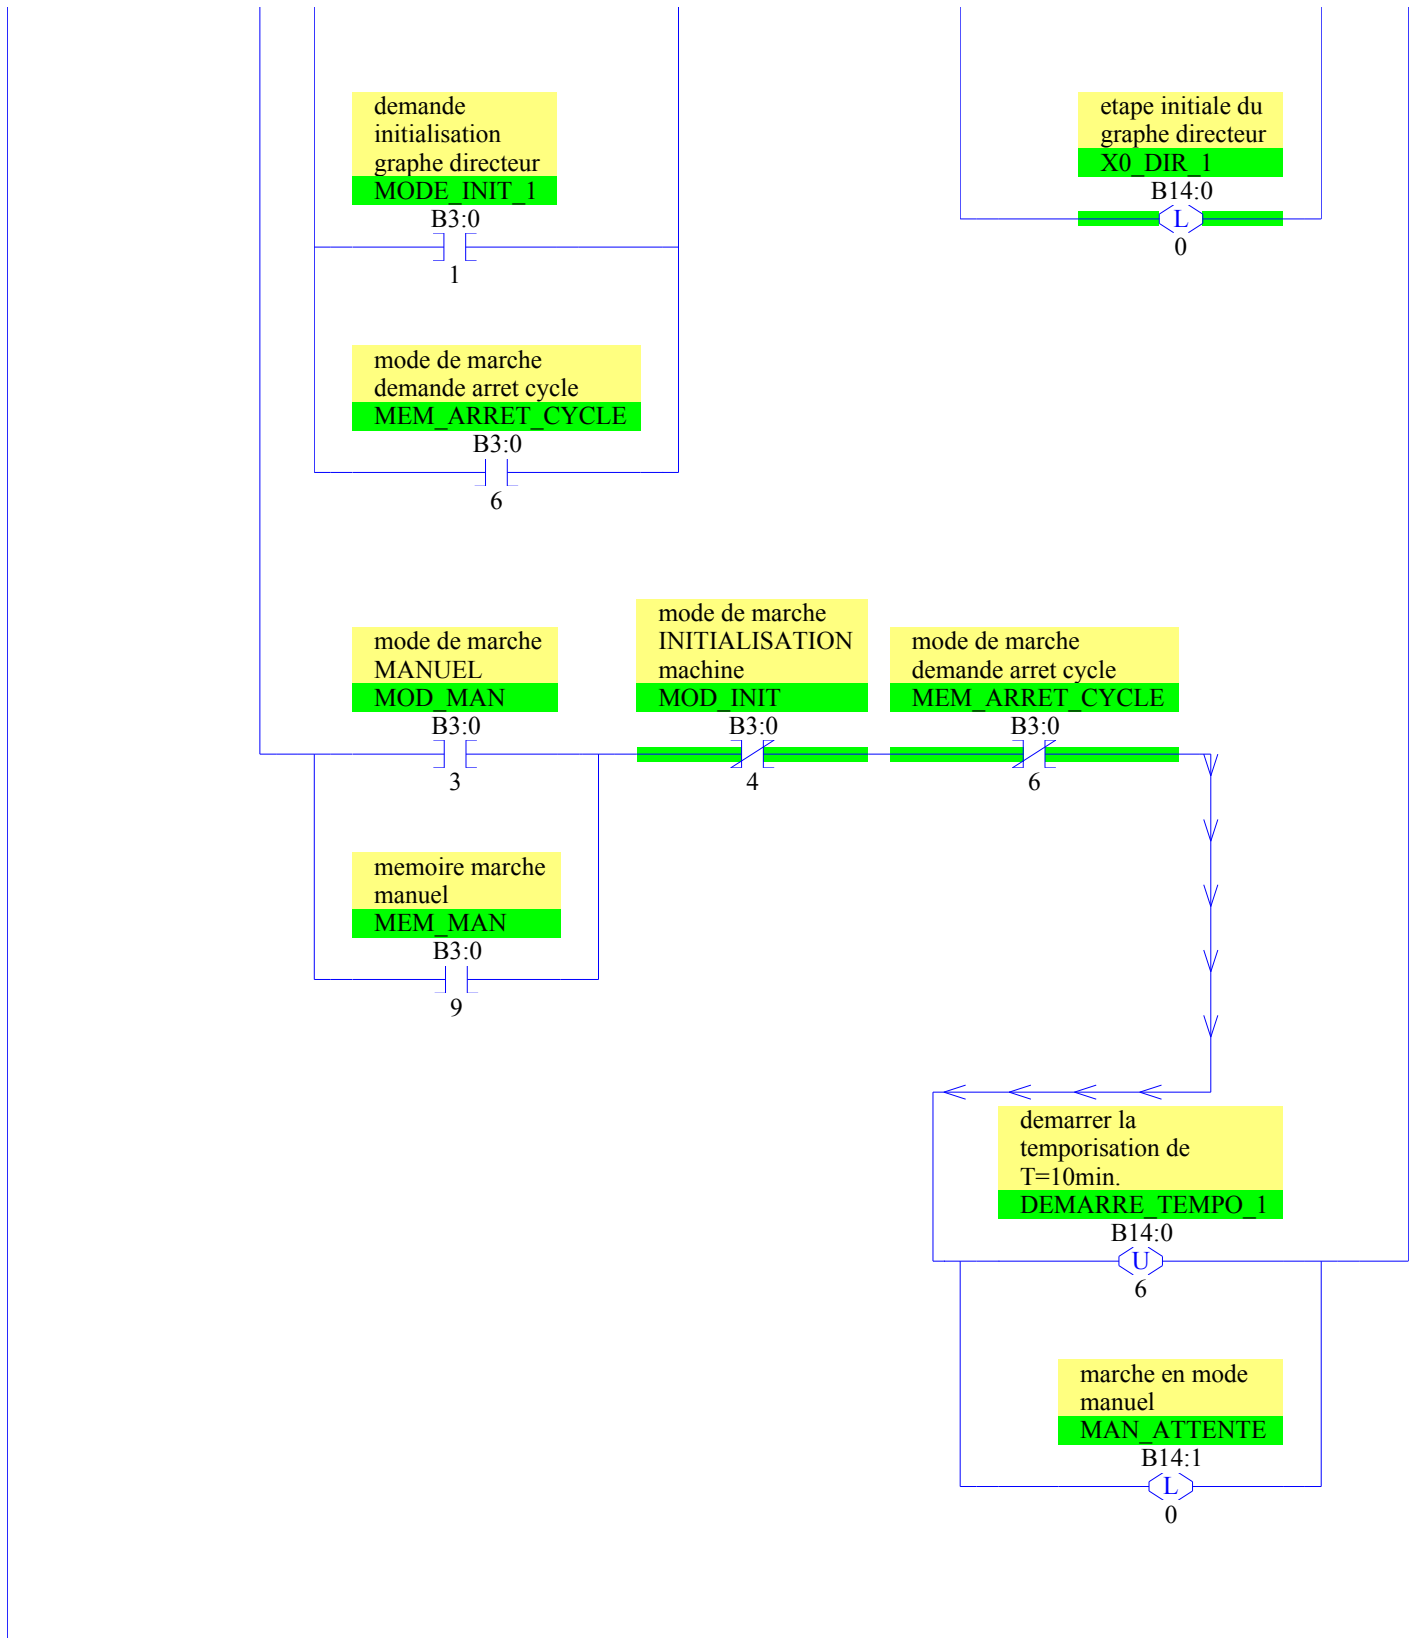 demande
initialisation
graphe directeur
MODE_INIT_1
B3:0
1
etape initiale du
graphe directeur
X0_DIR_1
B14:0
L
0
mode de marche
demande arret cycle
MEM_ARRET_CYCLE
B3:0
6
mode de marche
MANUEL
MOD_MAN
B3:0
3
mode de marche
INITIALISATION
machine
MOD_INIT
B3:0
4
mode de marche
demande arret cycle
MEM_ARRET_CYCLE
B3:0
6
memoire marche
manuel
MEM_MAN
B3:0
9
demarrer la
temporisation de
T=10min.
DEMARRE_TEMPO_1
B14:0
U
6
marche en mode
manuel
MAN_ATTENTE
B14:1
L
0